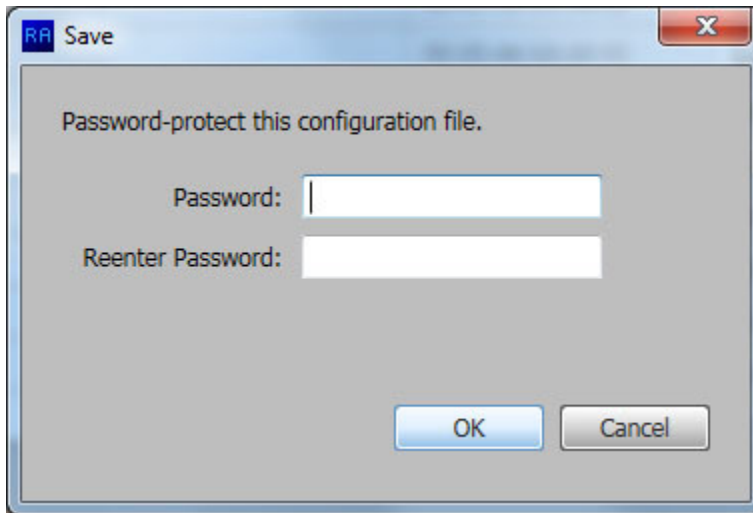 RA Save
Password-protect this configuration file.
Password:
Reenter Password:
OK Cancel